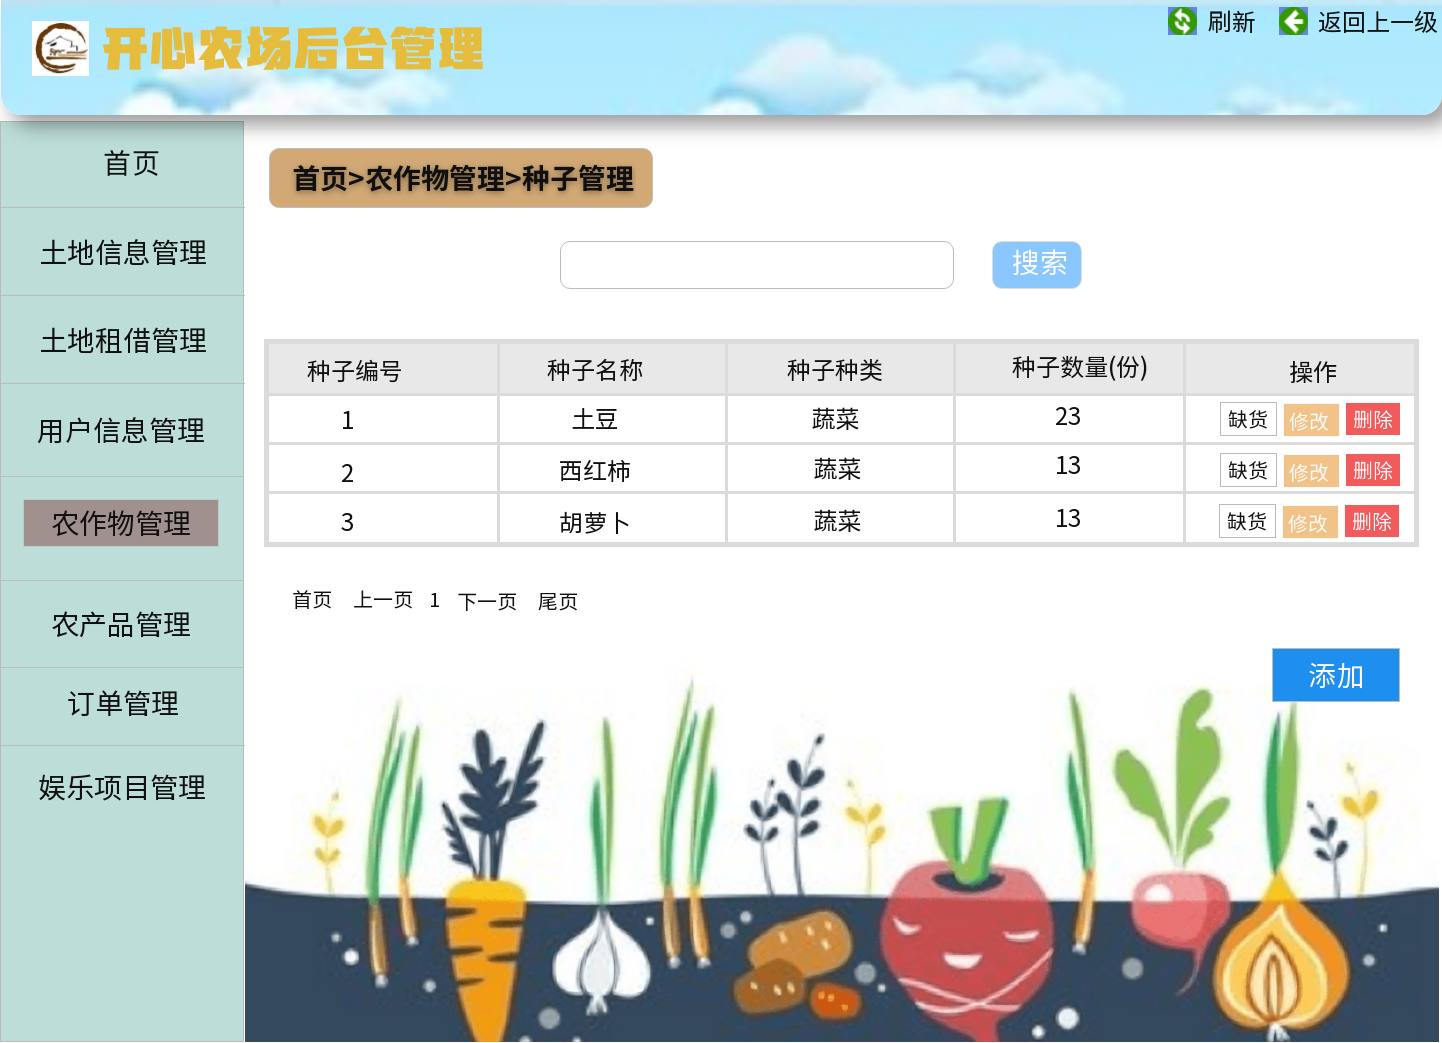 开心农场后台管理
刷新 返回上一级
首页
土地信息管理
土地租借管理
用户信息管理
农作物管理
农产品管理
订单管理
娱乐项目管理
首页>农作物管理>种子管理
搜索
种子编号 种子名称 种子种类 种子数量(份) 操作
1 土豆 蔬菜 23 缺货 修改 删除
2 西红柿 蔬菜 13 缺货 修改 删除
3 胡萝卜 蔬菜 13 缺货 修改 删除
首页 上一页 1 下一页 尾页
添加